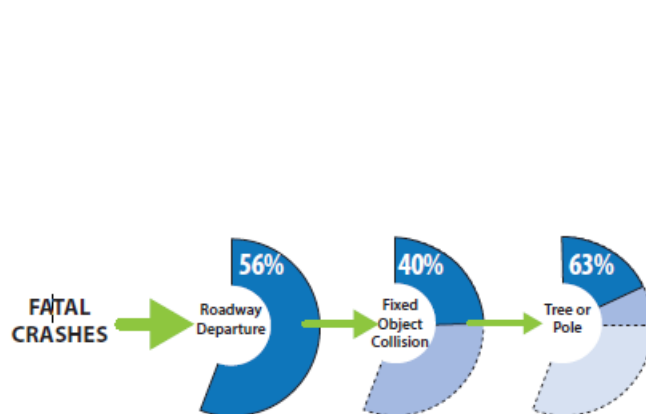 FATAL
CRASHES
56%
Roadway
Departure
40%
Fixed
Object
Collision
63%
Tree or
Pole